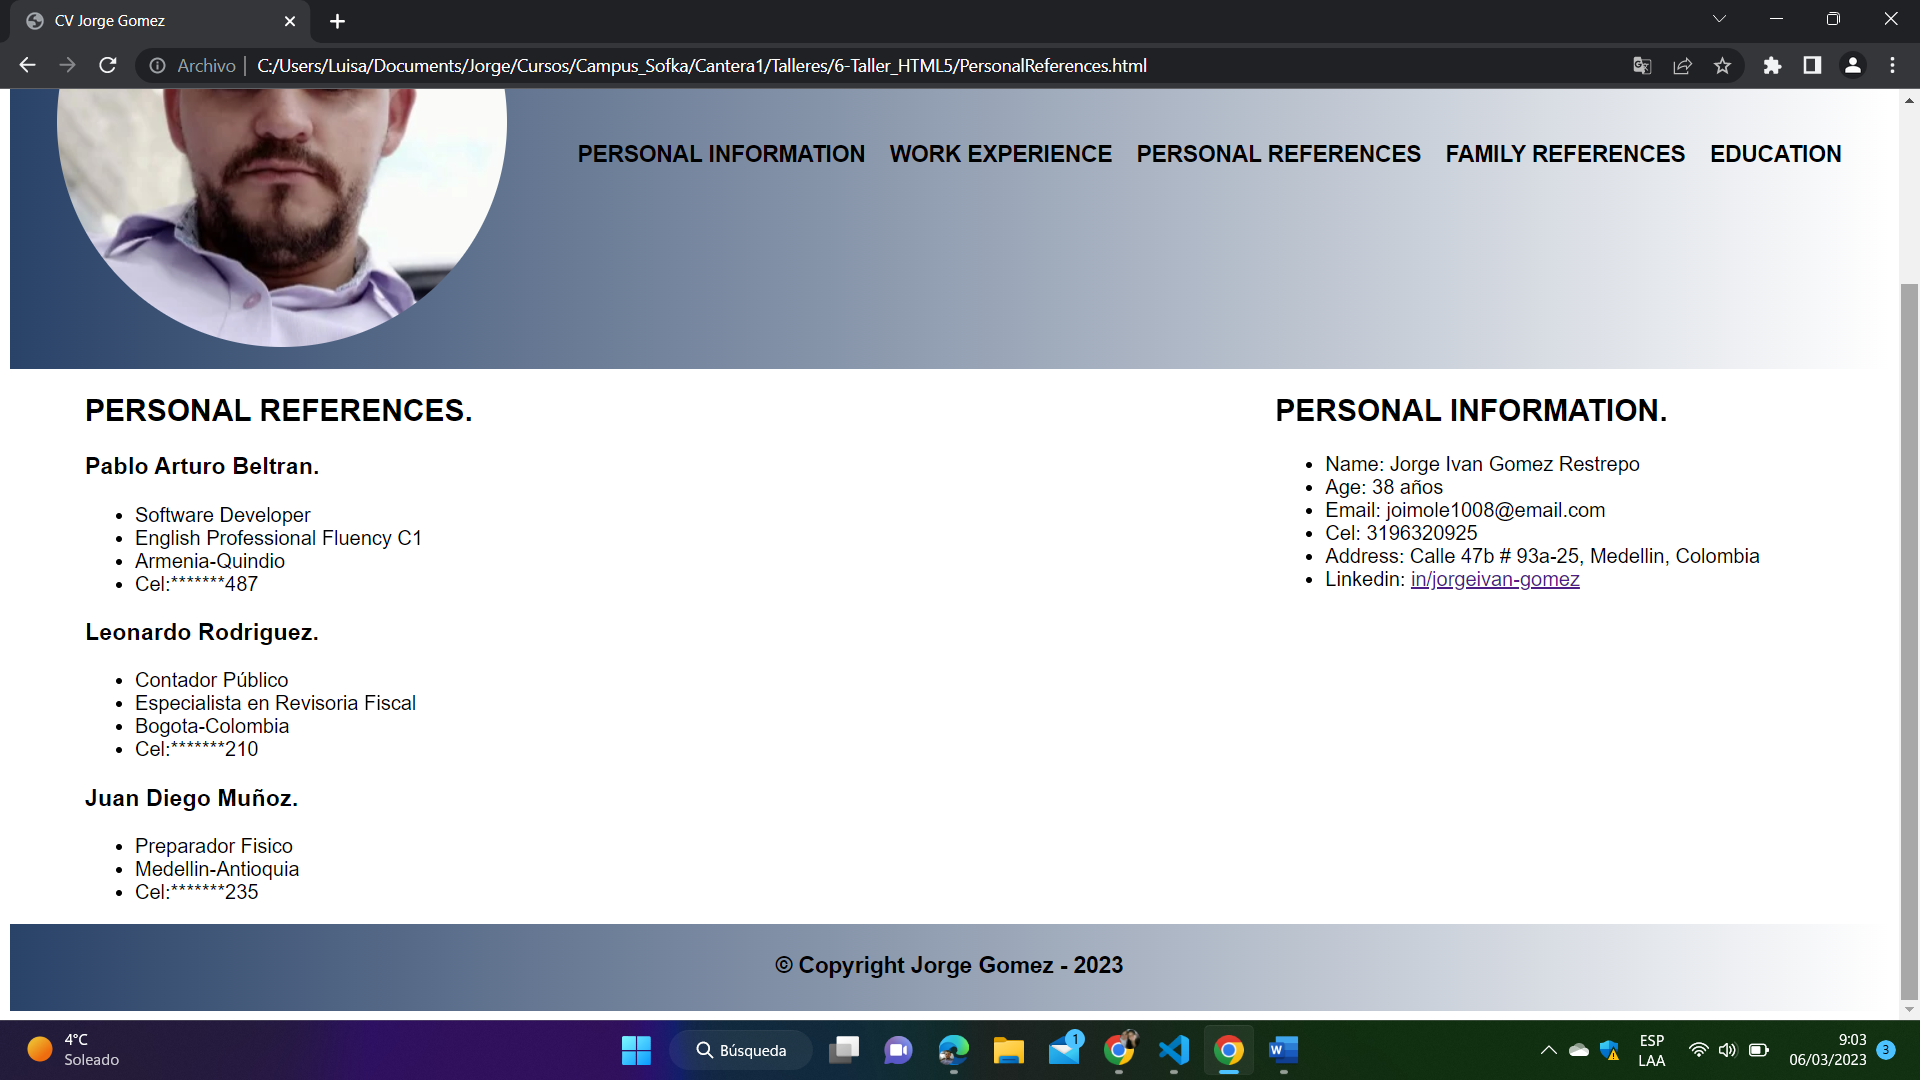 CV Jorge Gomez
Archivo
C:/Users/Luisa/Documents/Jorge/Cursos/Campus_Sofka/Cantera1/Talleres/6-Taller_HTML5/PersonalReferences.html
PERSONAL INFORMATION WORK EXPERIENCE PERSONAL REFERENCES FAMILY REFERENCES EDUCATION
PERSONAL REFERENCES.
Pablo Arturo Beltran.
Software Developer
English Professional Fluency C1
Armenia-Quindio
Cel:*******487
Leonardo Rodriguez.
Contador Público
Especialista en Revisoria Fiscal
Bogota-Colombia
Cel:*******210
Juan Diego Muñoz.
Preparador Fisico
Medellin-Antioquia
Cel:*******235
PERSONAL INFORMATION.
Name: Jorge Ivan Gomez Restrepo
Age: 38 años
Email: joimole1008@email.com
Cel: 3196320925
Address: Calle 47b # 93a-25, Medellin, Colombia
Linkedin: in/jorgeivan-gomez
© Copyright Jorge Gomez - 2023
4°C
Soleado
Búsqueda
1
W
ESP
LAA
9:03
06/03/2023
3